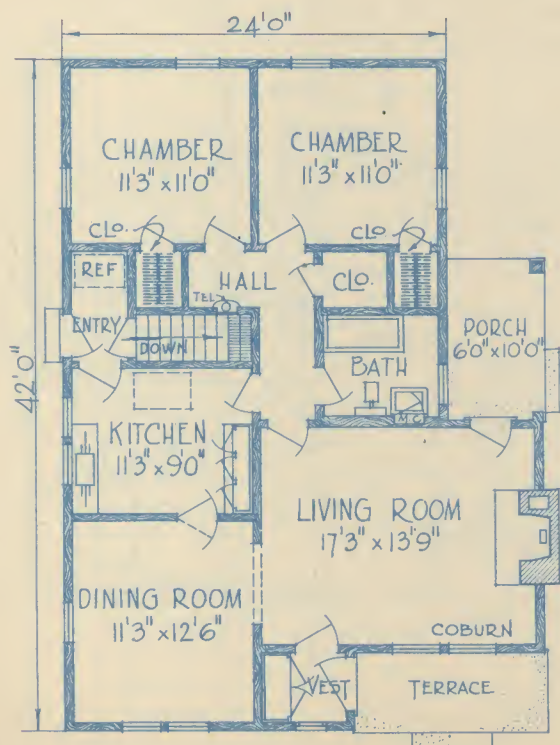 24'0"
CHAMBER
11'3" x 11'0"
CHAMBER
11'3" x 11'0"
CLO.
CLO.
REF
HALL
CLO.
TEL
ENTRY
DOWN
PORCH
6'0" x 10'0"
BATH
M.C.
42'0"
KITCHEN
11'3" x 9'0"
LIVING ROOM
17'3" x 13'9"
DINING ROOM
11'3" x 12'6"
COBURN
VEST
TERRACE